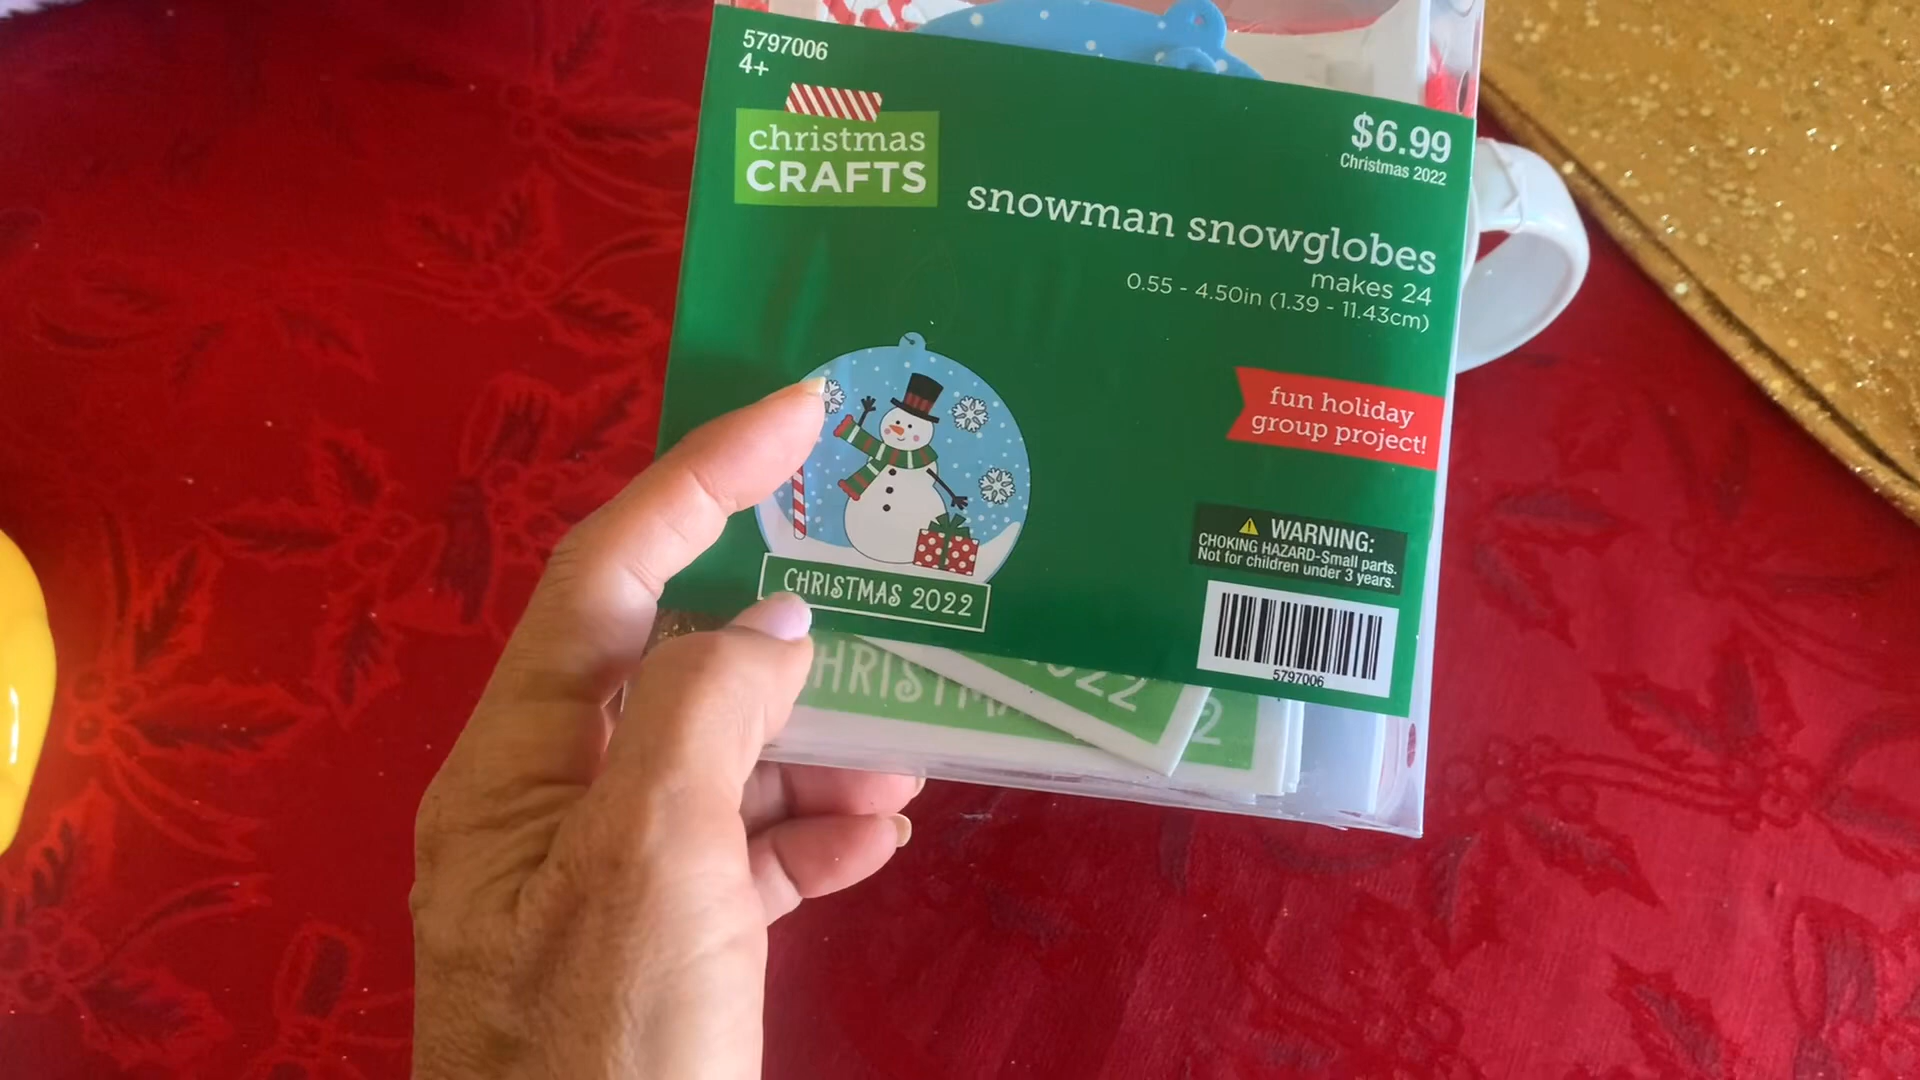 5797006
4+
christmas
CRAFTS
$6.99
Christmas 2022
snowman snowglobes
makes 24
0.55 - 4.50in (1.39 - 11.43cm)
fun holiday
group project!
WARNING:
CHOKING HAZARD-Small parts.
Not for children under 3 years.
5797006
CHRISTMAS 2022